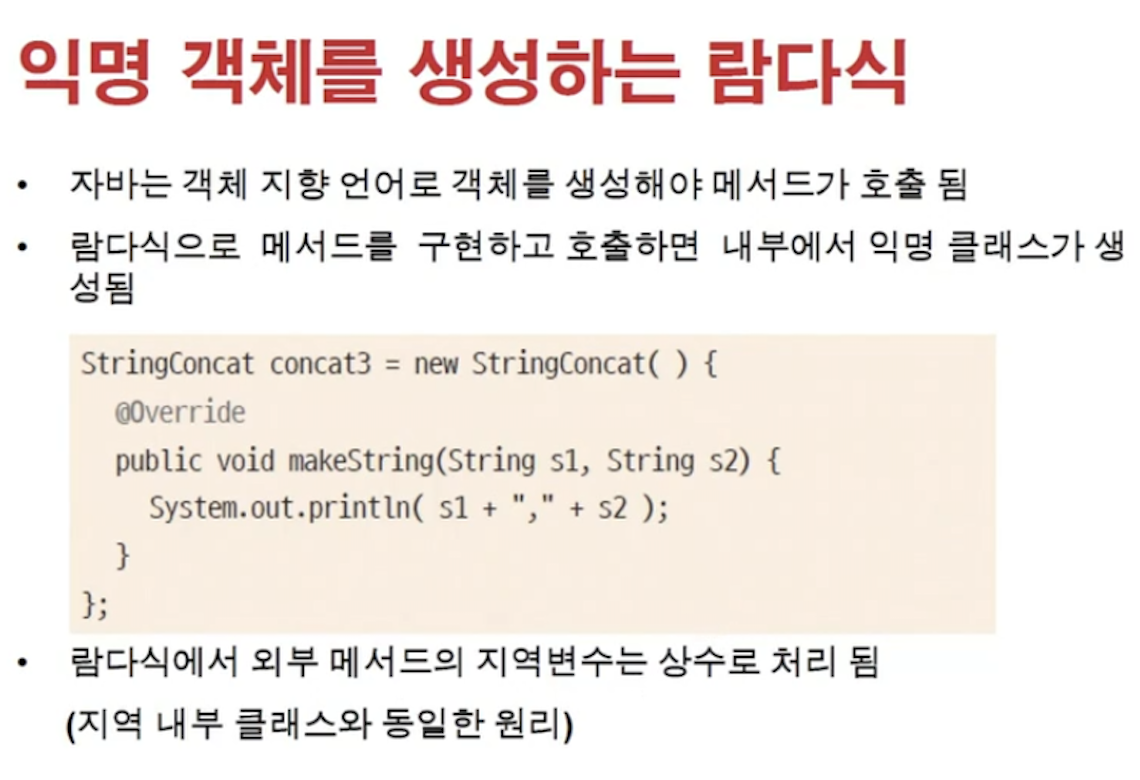 익명 객체를 생성하는 람다식
• 자바는 객체 지향 언어로 객체를 생성해야 메서드가 호출 됨
• 람다식으로 메서드를 구현하고 호출하면 내부에서 익명 클래스가 생
성됨
StringConcat concat3 = new StringConcat( ) {
@Override
public void makeString(String s1, String s2) {
System.out.println( s1 + "," + s2 );
}
};
• 람다식에서 외부 메서드의 지역변수는 상수로 처리 됨
(지역 내부 클래스와 동일한 원리)